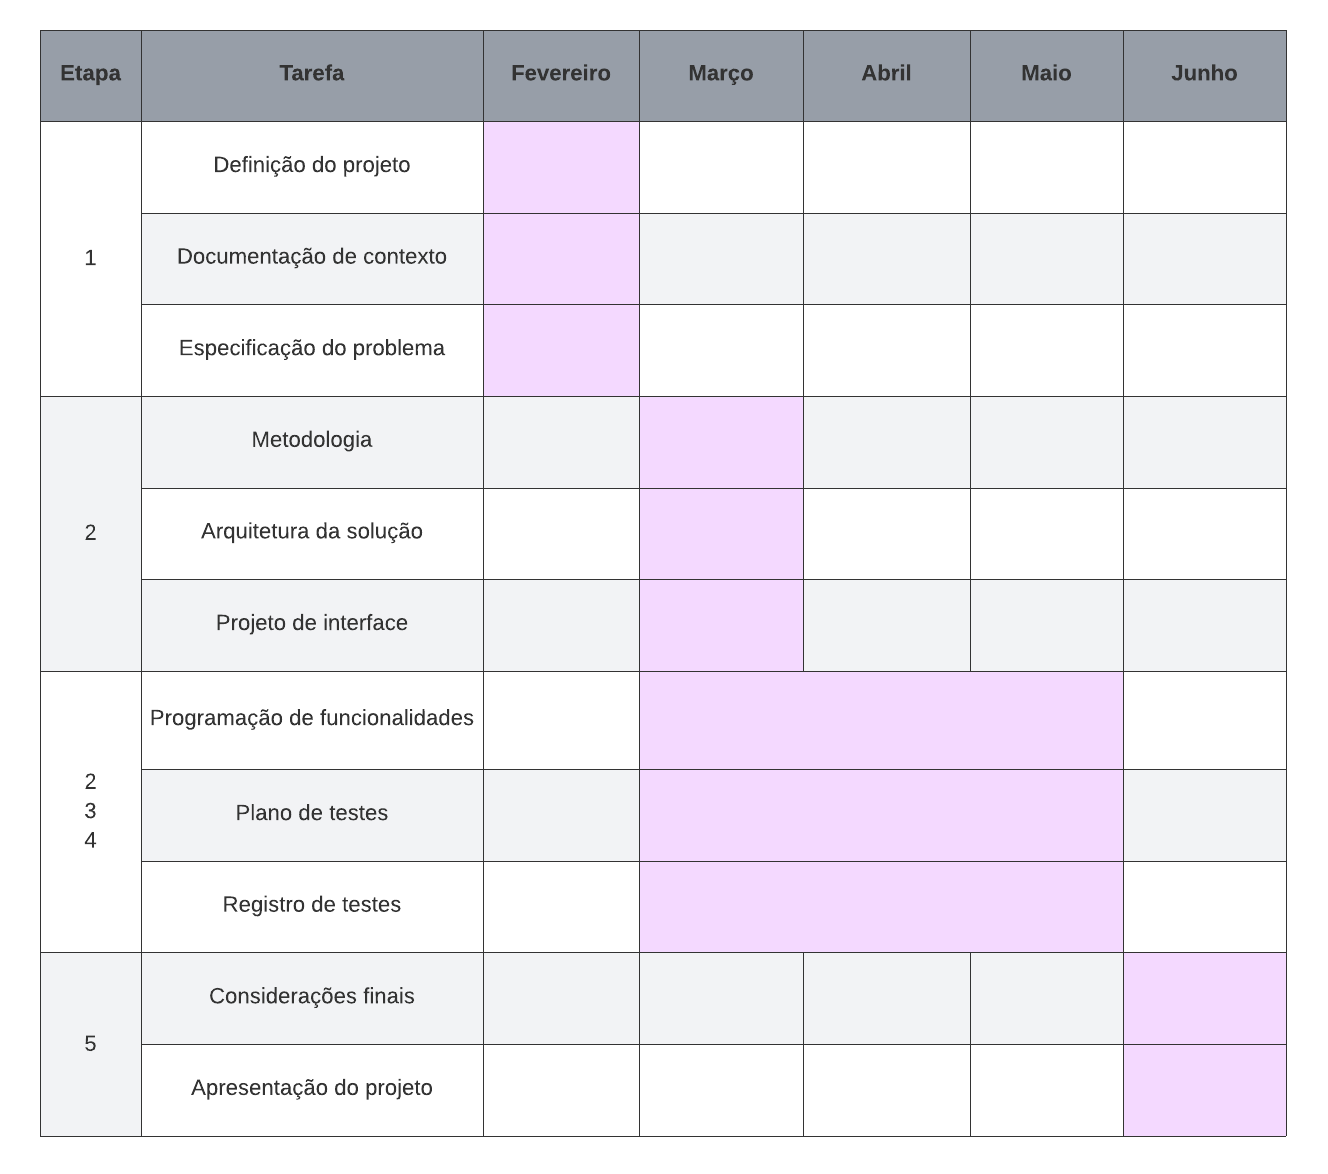 Etapa Tarefa Fevereiro Março Abril Maio Junho
1
Definição do projeto
Documentação de contexto
Especificação do problema
2
Metodologia
Arquitetura da solução
Projeto de interface
2
3
4
Programação de funcionalidades
Plano de testes
Registro de testes
5
Considerações finais
Apresentação do projeto